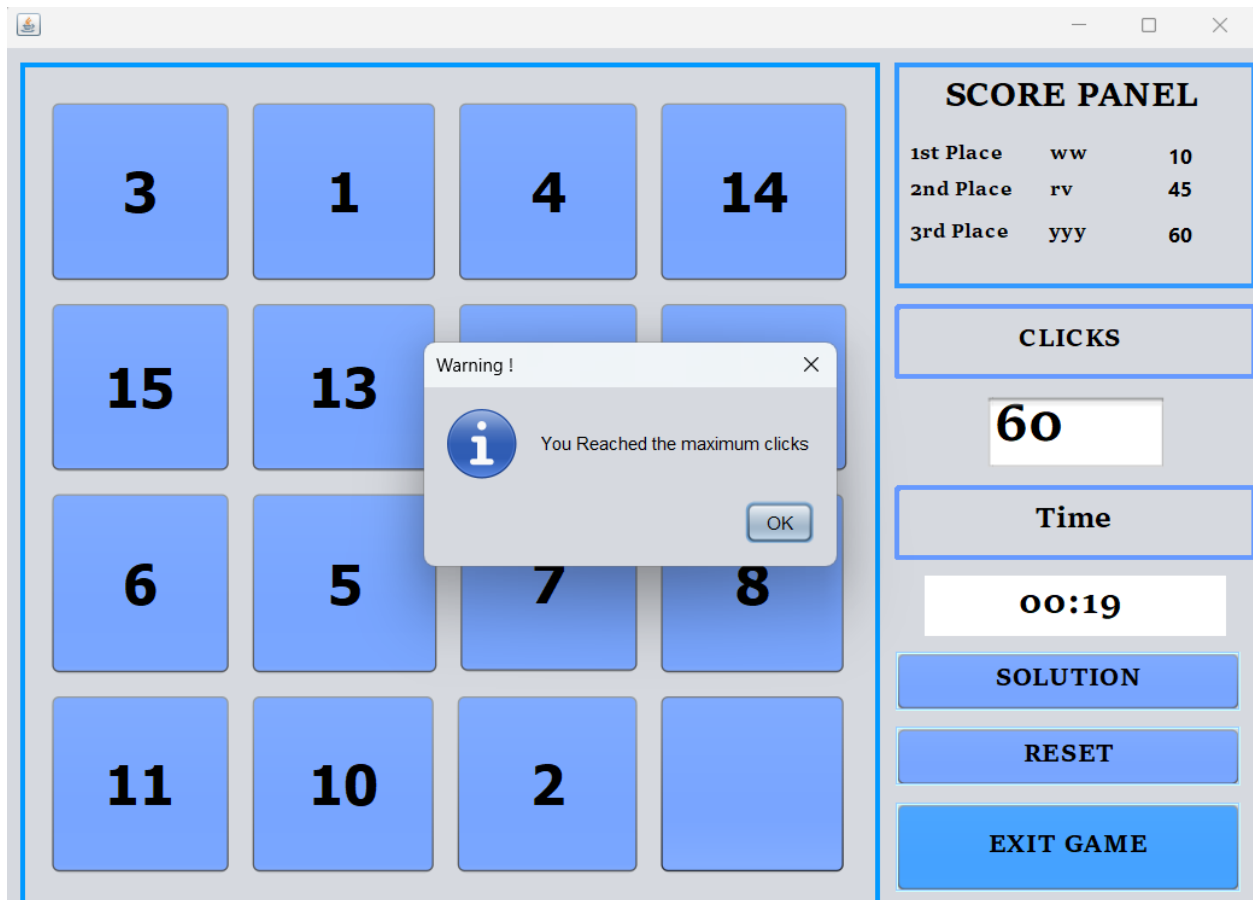 SCORE PANEL
1st Place ww 10
2nd Place rv 45
3rd Place yyy 60
3 1 4 14
15 13
6 5 7 8
11 10 2
Warning !
You Reached the maximum clicks
OK
CLICKS
60
Time
00:19
SOLUTION
RESET
EXIT GAME